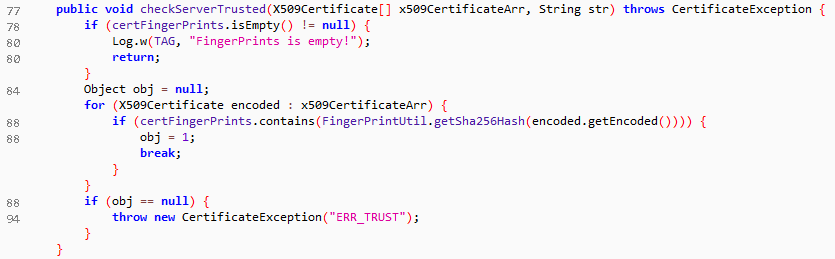 77 public void checkServerTrusted(X509Certificate[] x509CertificateArr, String str) throws CertificateException {
78 if (certFingerPrints.isEmpty() != null) {
80 Log.w(TAG, "FingerPrints is empty!");
80 return;
}
84 Object obj = null;
for (X509Certificate encoded : x509CertificateArr) {
88 if (certFingerPrints.contains(FingerPrintUtil.getSha256Hash(encoded.getEncoded()))) {
88 obj = 1;
break;
}
}
88 if (obj == null) {
94 throw new CertificateException("ERR_TRUST");
}
}